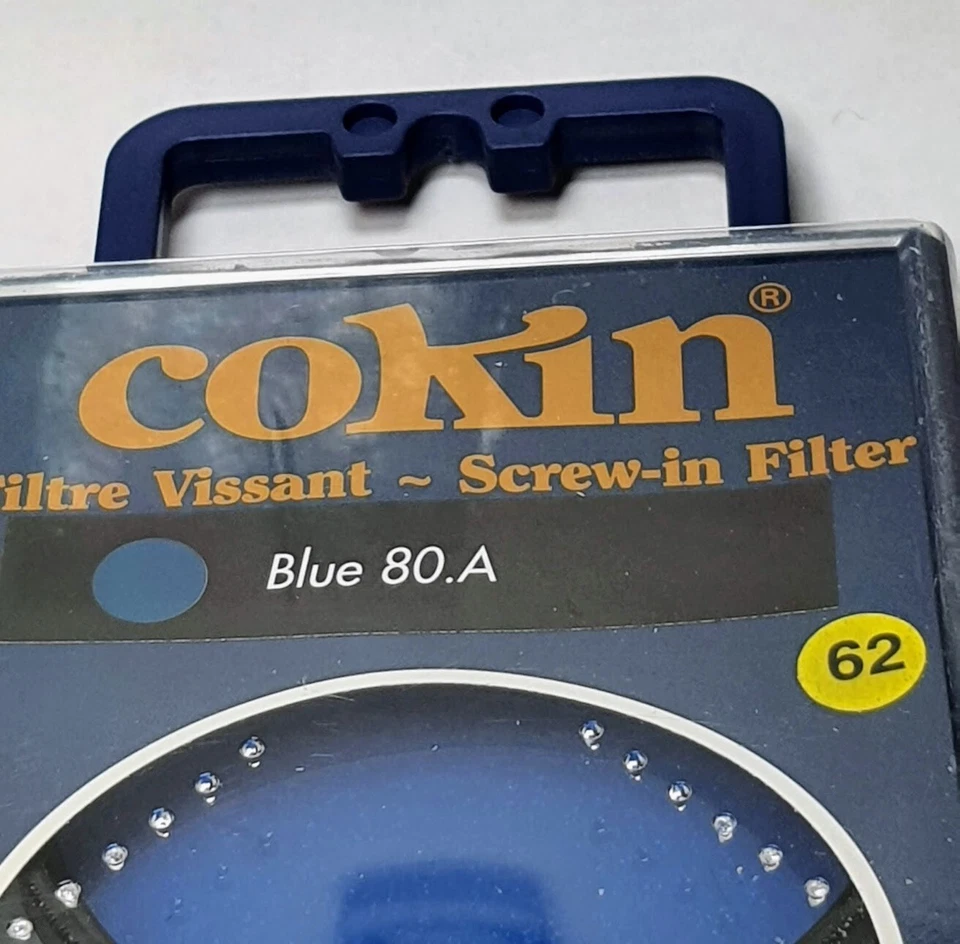 cokin®
Filtre Vissant ~ Screw-in Filter
Blue 80.A
62